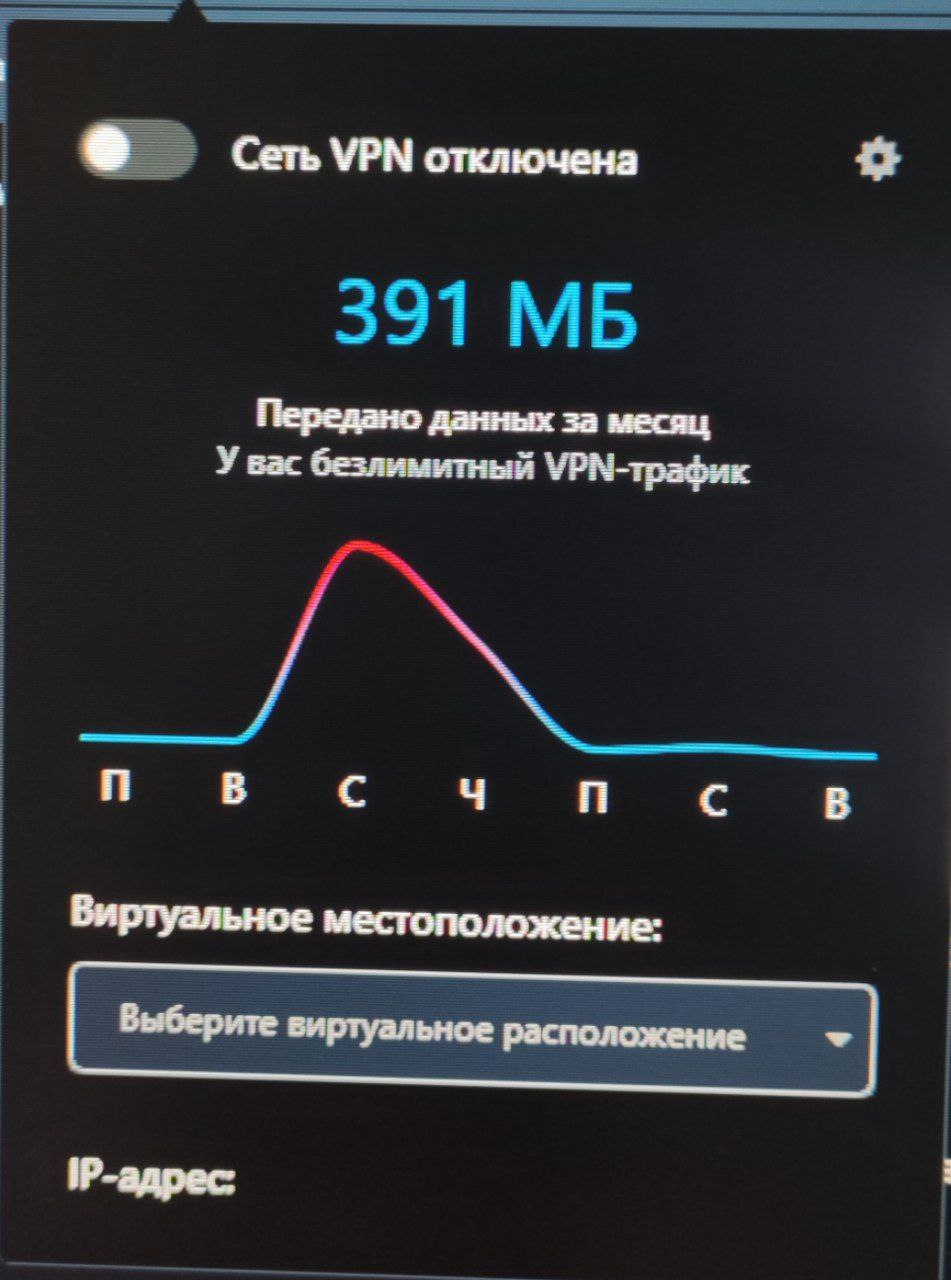 Сеть VPN отключена
391 МБ
Передано данных за месяц
У вас безлимитный VPN-трафик
П В С Ч П С В
Виртуальное местоположение:
Выберите виртуальное расположение
IP-адрес: